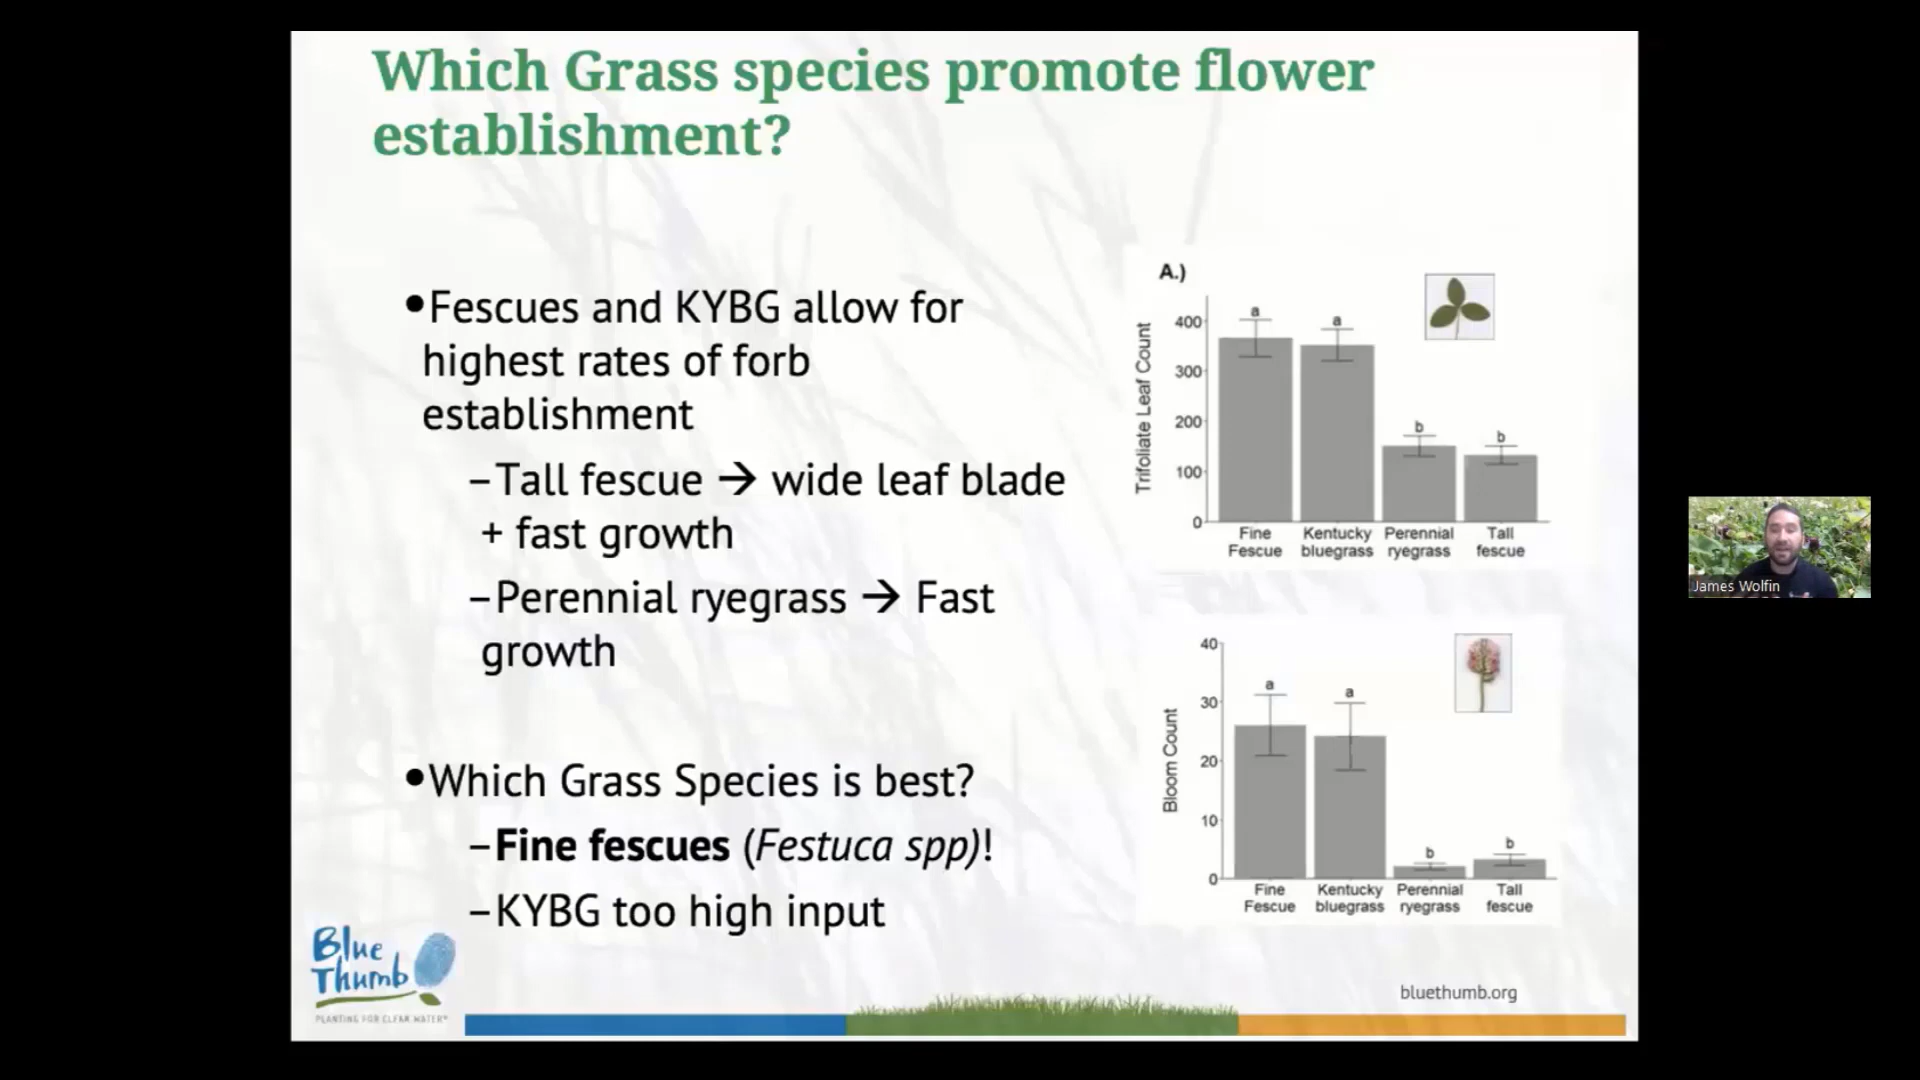 Which Grass species promote flower
establishment?
•Fescues and KYBG allow for
highest rates of forb
establishment
–Tall fescue → wide leaf blade
+ fast growth
–Perennial ryegrass → Fast
growth
•Which Grass Species is best?
–Fine fescues (Festuca spp)!
–KYBG too high input
A.)
Trifoliate Leaf Count
400
300
200
100
0
a
a
b
b
Fine
Fescue
Kentucky
bluegrass
Perennial
ryegrass
Tall
fescue
Bloom Count
40
30
20
10
0
a
a
b
b
Fine
Fescue
Kentucky
bluegrass
Perennial
ryegrass
Tall
fescue
Blue
Thumb
PLANTING FOR CLEAN WATER®
bluethumb.org
James Wolfin